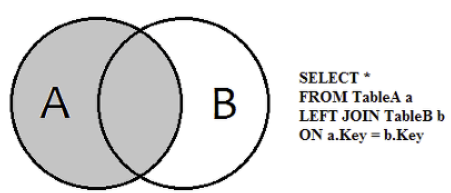 A
B
SELECT *
FROM TableA a
LEFT JOIN TableB b
ON a.Key = b.Key